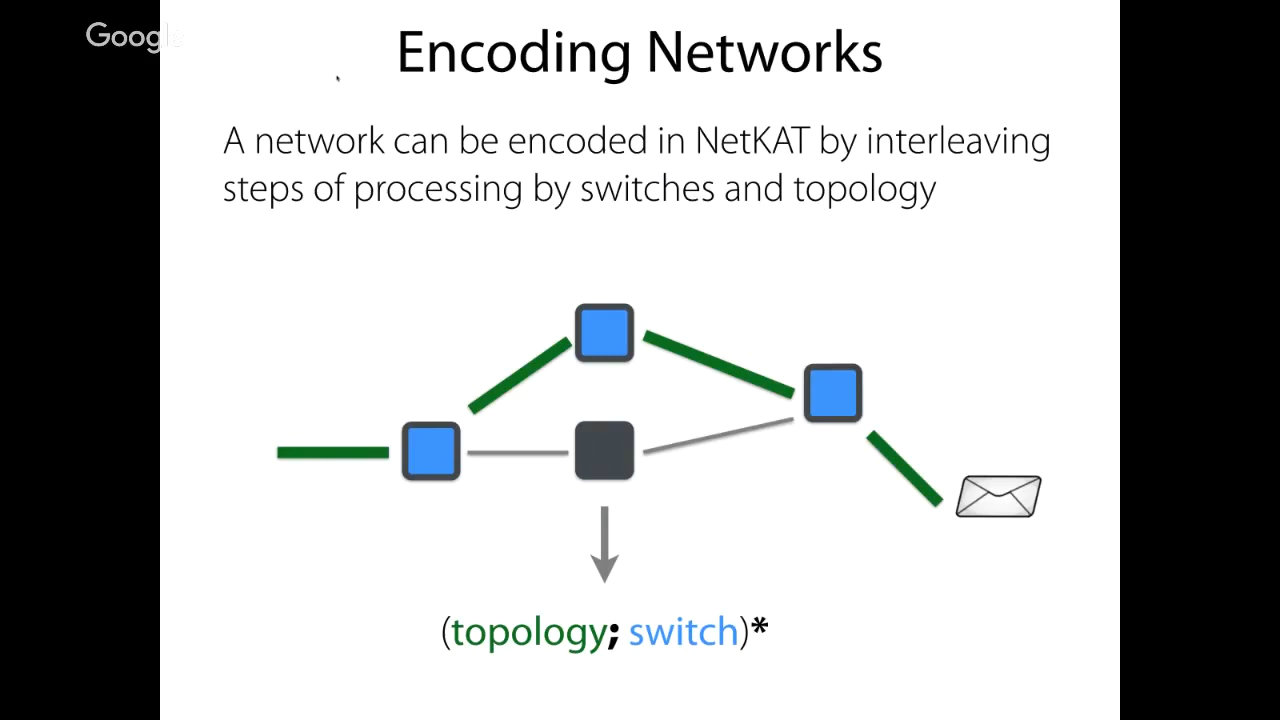 Google
Encoding Networks
A network can be encoded in NetKAT by interleaving
steps of processing by switches and topology
(topology; switch)*